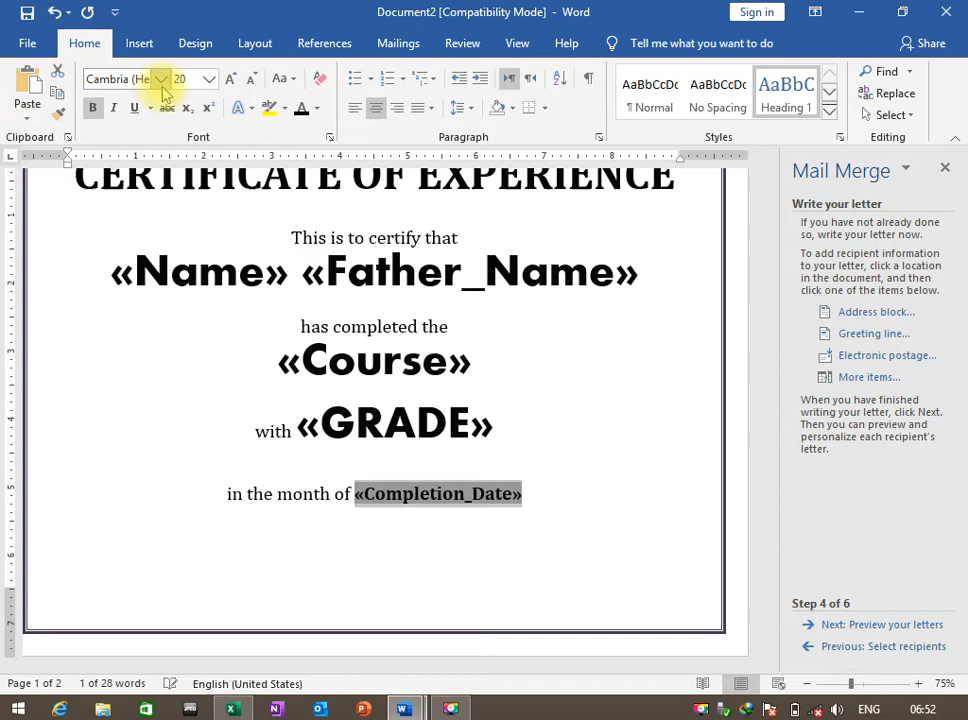 Document2 [Compatibility Mode] - Word
Sign in
File Home Insert Design Layout References Mailings Review View Help Tell me what you want to do Share
Paste
Cambria (He 20
Aa
AaBbCcDc AaBbCcDc AaBbC
¶ Normal No Spacing Heading 1
Find
Replace
Select
Clipboard Font Paragraph Styles Editing
CERTIFICATE OF EXPERIENCE
This is to certify that
«Name» «Father_Name»
has completed the
«Course»
with «GRADE»
in the month of «Completion_Date»
Mail Merge
Write your letter
If you have not already done
so, write your letter now.
To add recipient information
to your letter, click a location
in the document, and then
click one of the items below.
Address block...
Greeting line...
Electronic postage...
More items...
When you have finished
writing your letter, click Next.
Then you can preview and
personalize each recipient's
letter.
Step 4 of 6
Next: Preview your letters
Previous: Select recipients
Page 1 of 2 1 of 28 words English (United States) 75%
ENG 06:52